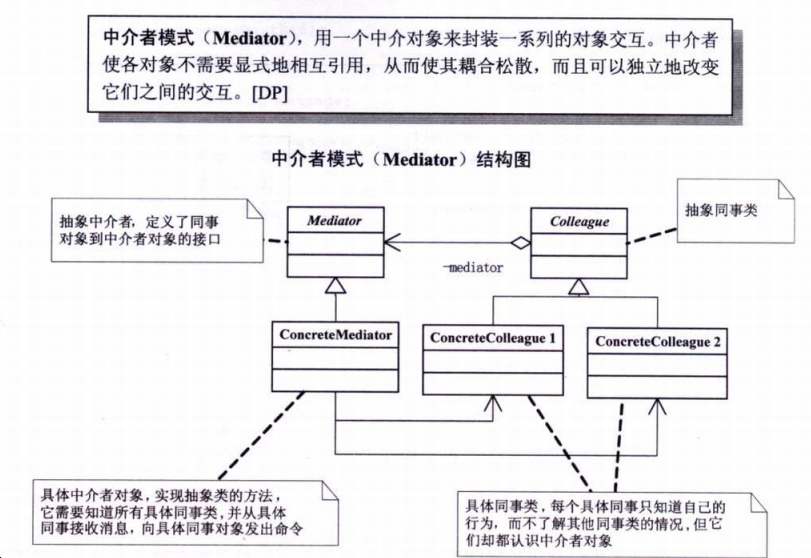 中介者模式（Mediator），用一个中介对象来封装一系列的对象交互。中介者
使各对象不需要显式地相互引用，从而使其耦合松散，而且可以独立地改变
它们之间的交互。[DP]
中介者模式（Mediator）结构图
抽象中介者，定义了同事
对象到中介者对象的接口
Mediator
Colleague
抽象同事类
-mediator
ConcreteMediator
ConcreteColleague 1
ConcreteColleague 2
具体中介者对象，实现抽象类的方法，
它需要知道所有具体同事类，并从具体
同事接收消息，向具体同事对象发出命令
具体同事类，每个具体同事只知道自己的
行为，而不了解其他同事类的情况，但它
们却都认识中介者对象